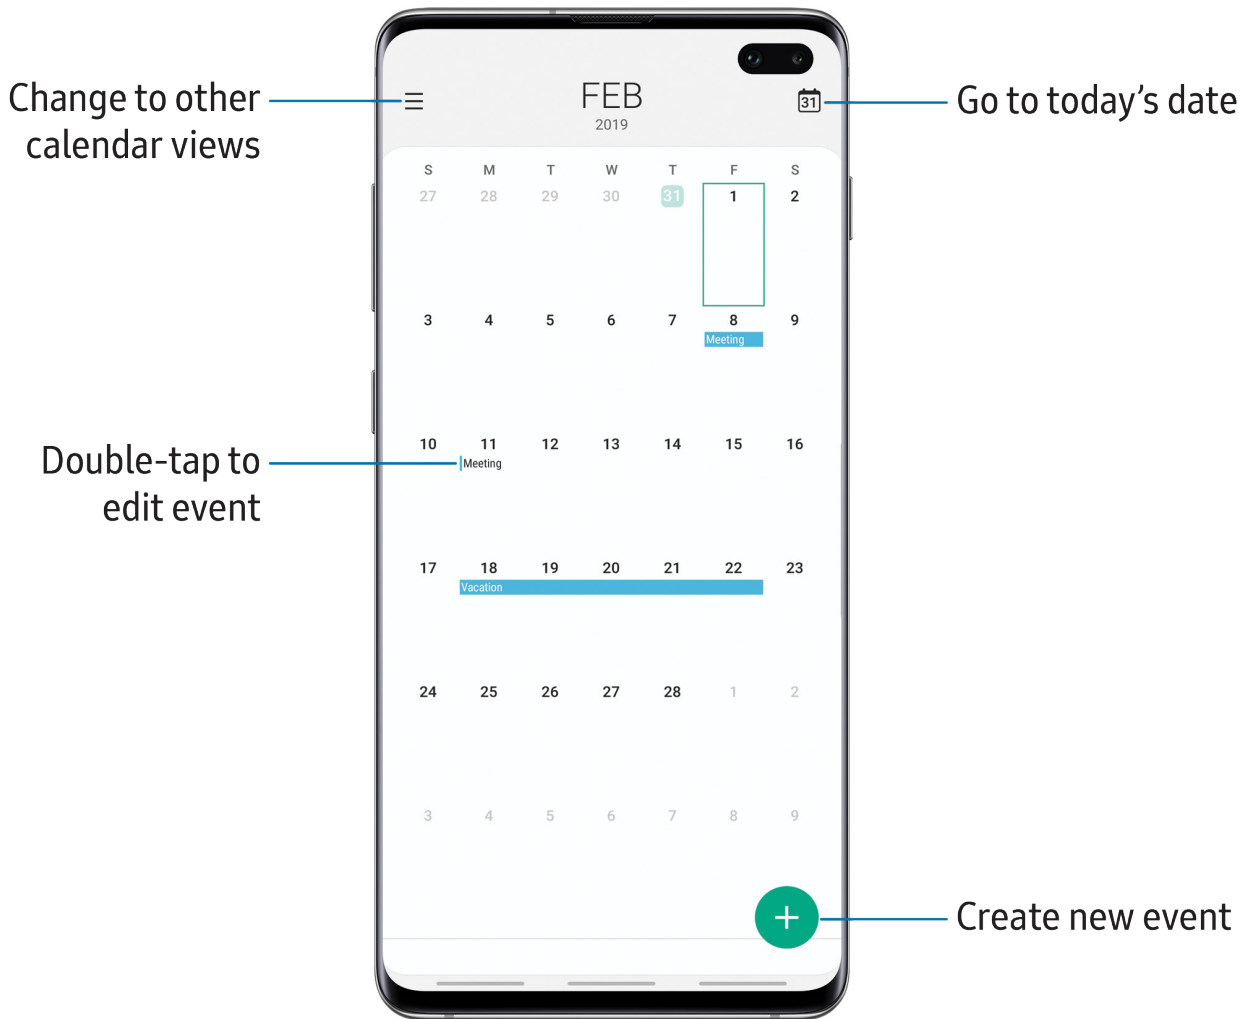 Change to other
calendar views
FEB
2019
31
Go to today's date
S M T W T F S
27 28 29 30 31 1 2
3 4 5 6 7 8 9
Meeting
10 11 12 13 14 15 16
Meeting
Double-tap to
edit event
17 18 19 20 21 22 23
Vacation
24 25 26 27 28 1 2
3 4 5 6 7 8 9
+
Create new event